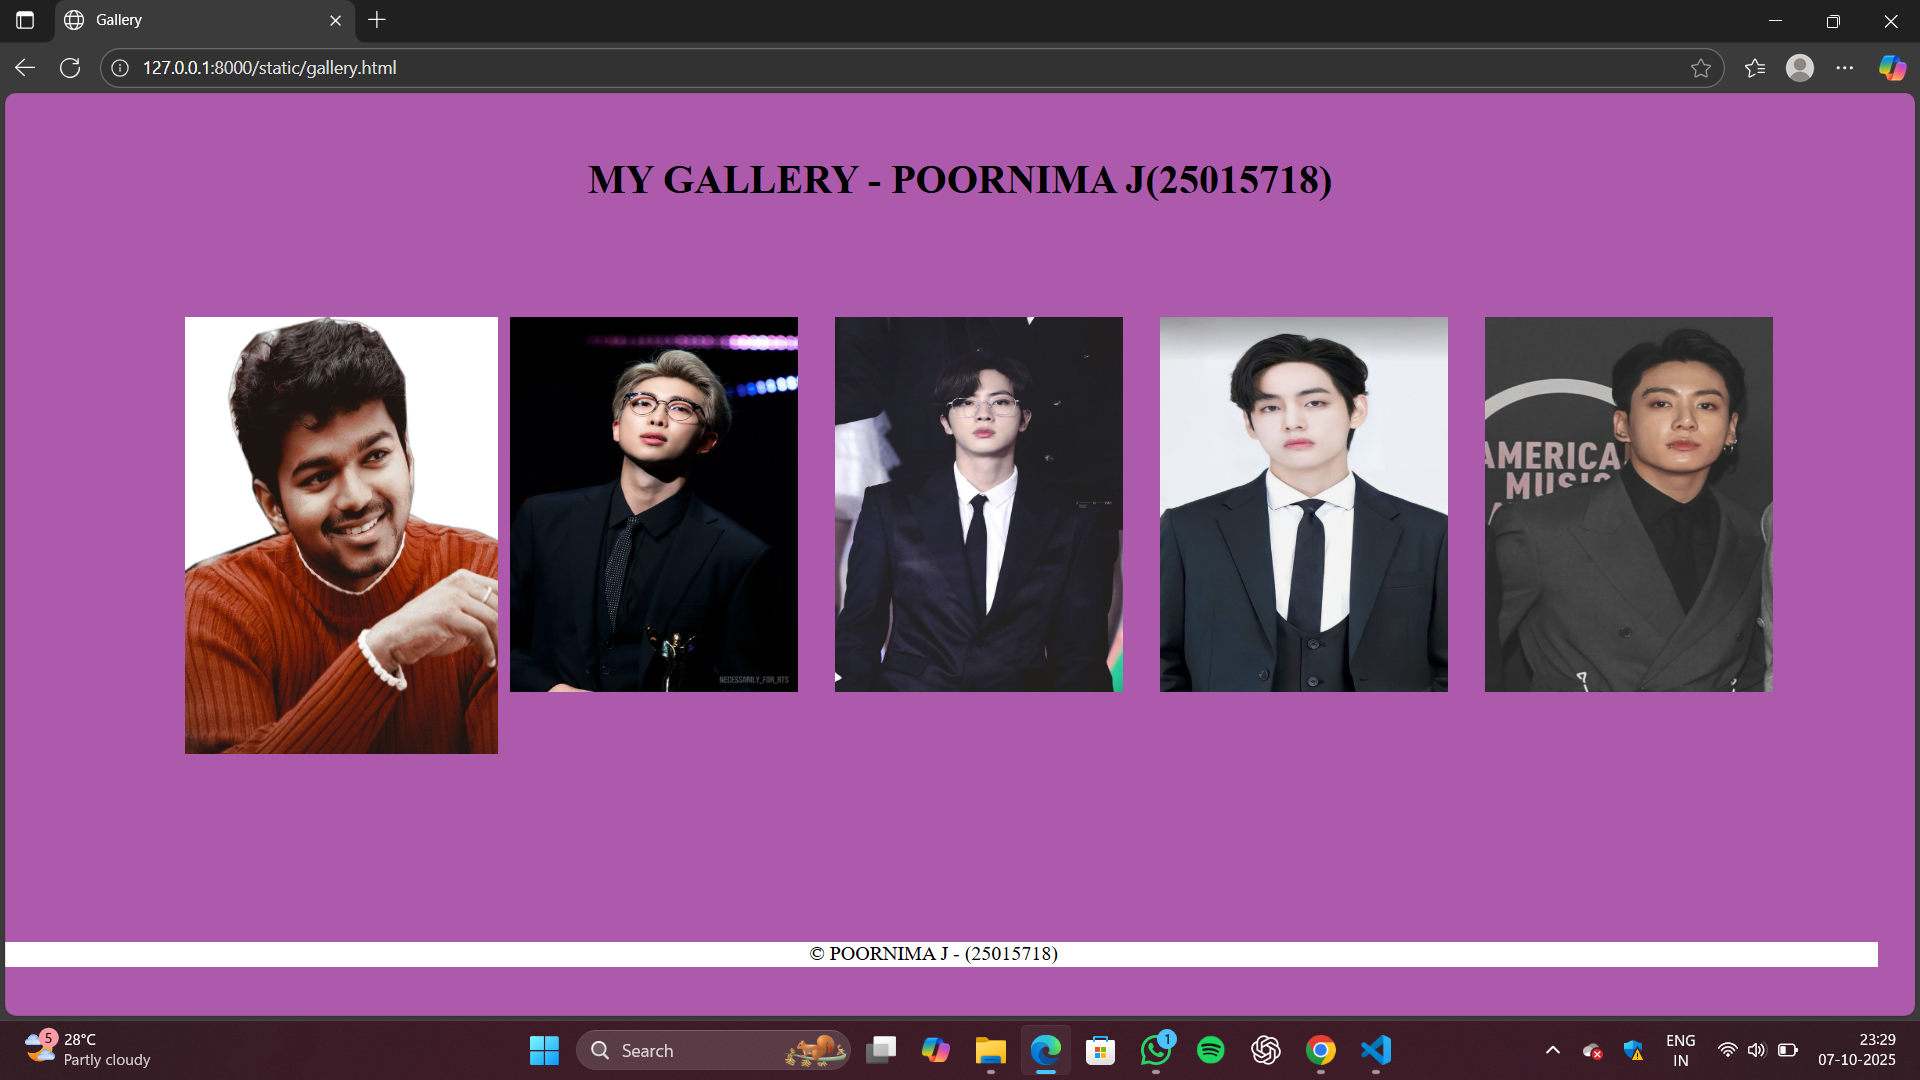 Gallery
127.0.0.1:8000/static/gallery.html
MY GALLERY - POORNIMA J(25015718)
AMERICA
MUSIC
NECESSARILY_FOR_BTS
© POORNIMA J - (25015718)
5
28°C
Partly cloudy
Search
1
ENG
IN
23:29
07-10-2025